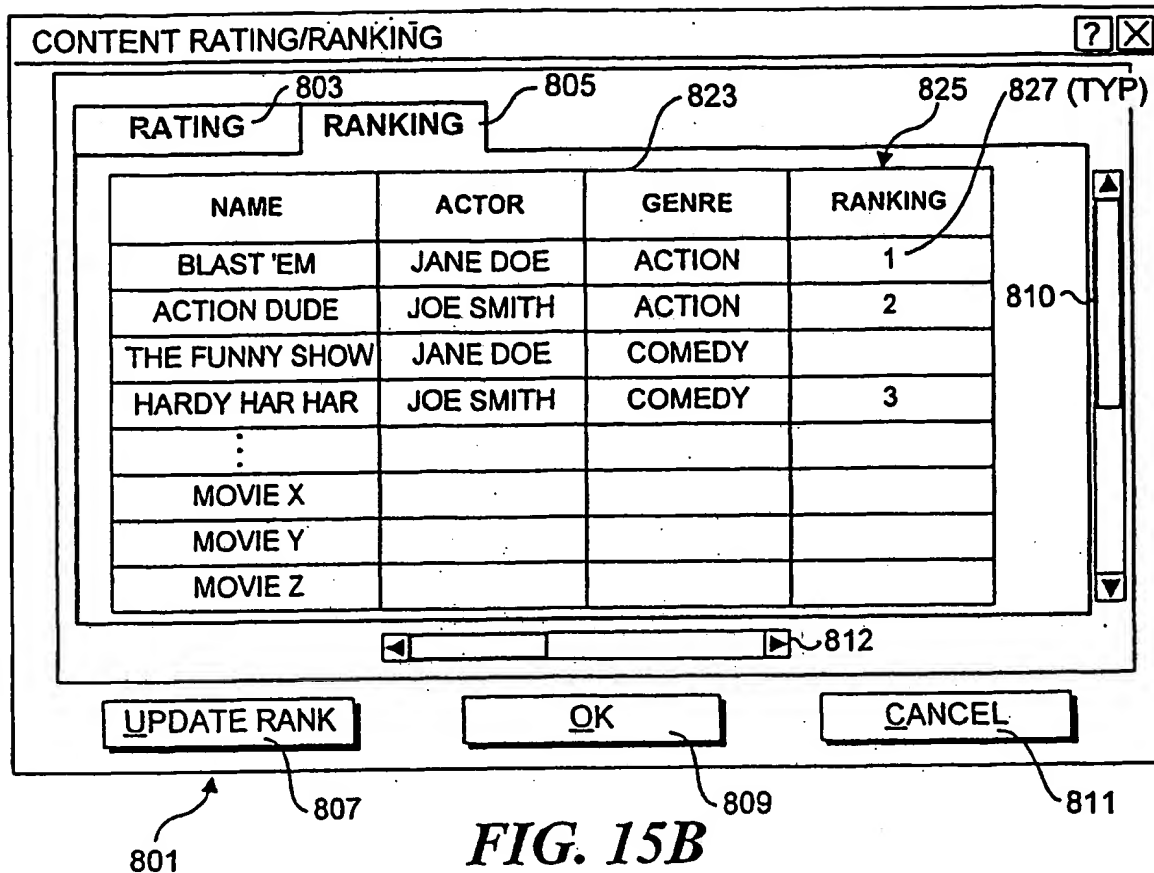 CONTENT RATING/RANKING ? X
803 805 823 825 827 (TYP)
RATING RANKING
NAME ACTOR GENRE RANKING
BLAST 'EM JANE DOE ACTION 1
ACTION DUDE JOE SMITH ACTION 2
810
THE FUNNY SHOW JANE DOE COMEDY
HARDY HAR HAR JOE SMITH COMEDY 3
⋮
MOVIE X
MOVIE Y
MOVIE Z
812
UPDATE RANK OK CANCEL
807 809 811
801
FIG. 15B